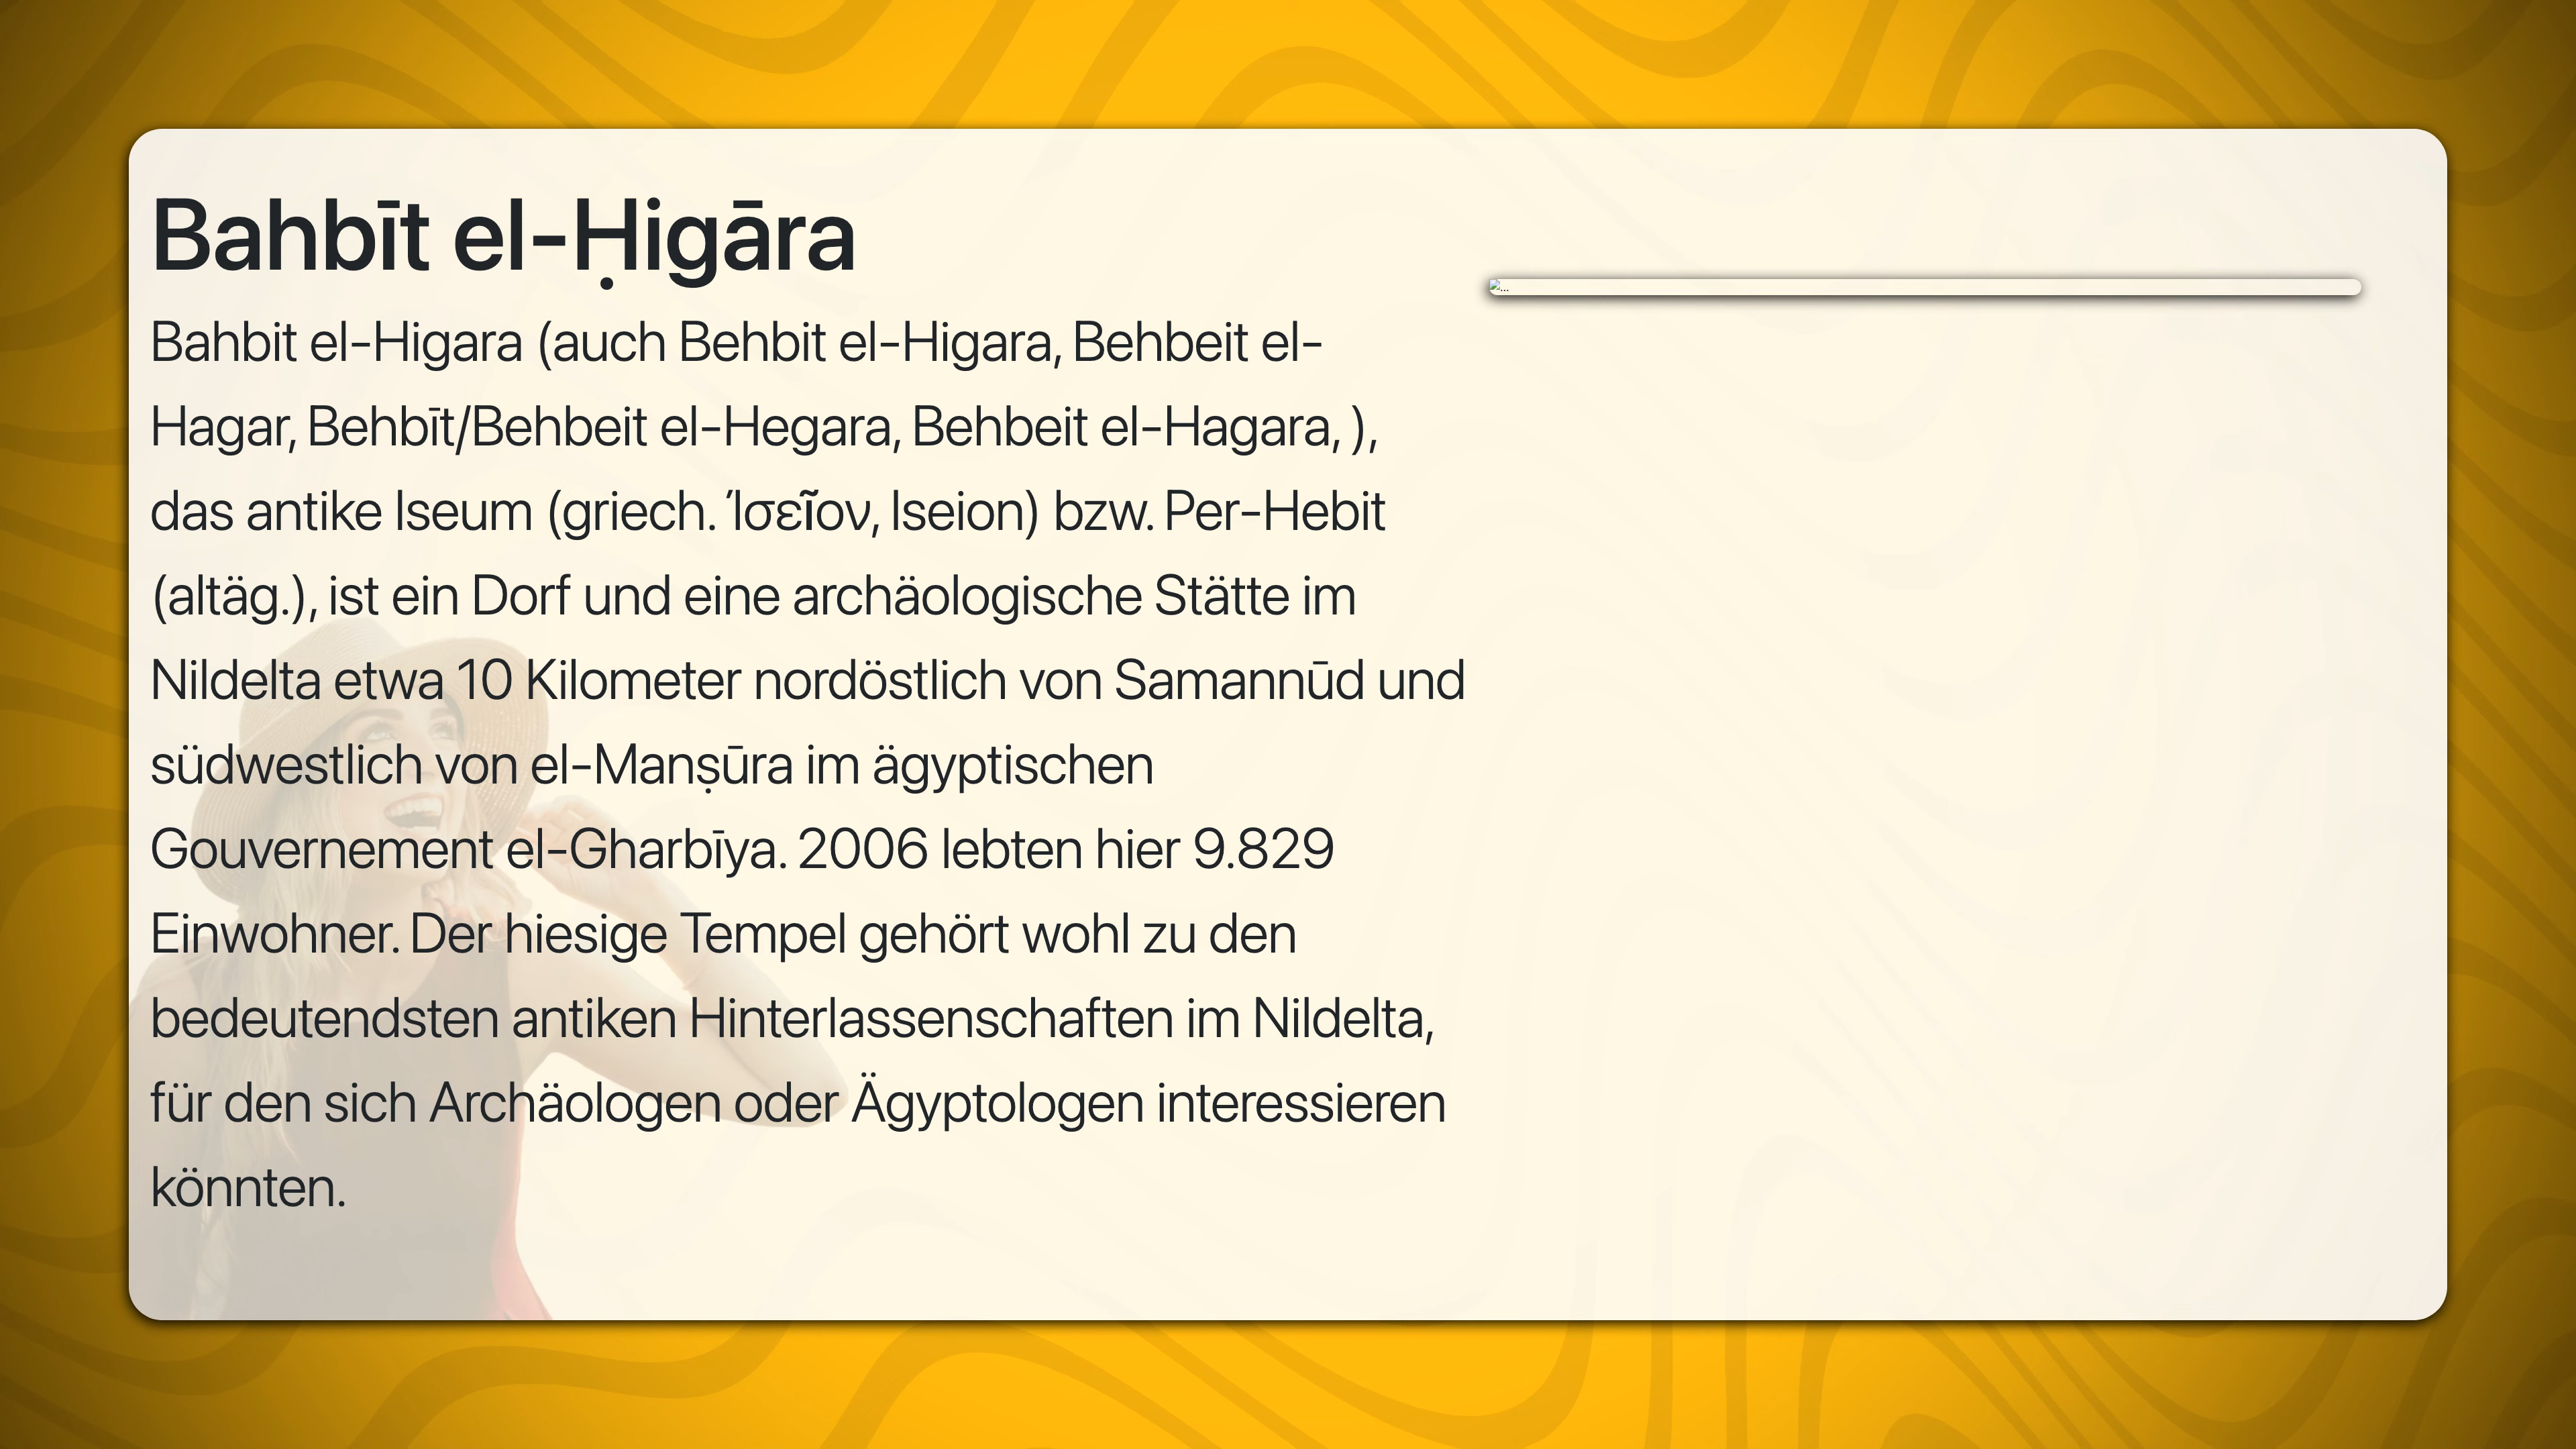 Bahbīt el-Ḥigāra
Bahbit el-Higara (auch Behbit el-Higara, Behbeit el-
Hagar, Behbīt/Behbeit el-Hegara, Behbeit el-Hagara, ),
das antike Iseum (griech. Ἰσεῖον, Iseion) bzw. Per-Hebit
(altäg.), ist ein Dorf und eine archäologische Stätte im
Nildelta etwa 10 Kilometer nordöstlich von Samannūd und
südwestlich von el-Manṣūra im ägyptischen
Gouvernement el-Gharbīya. 2006 lebten hier 9.829
Einwohner. Der hiesige Tempel gehört wohl zu den
bedeutendsten antiken Hinterlassenschaften im Nildelta,
für den sich Archäologen oder Ägyptologen interessieren
könnten.
...